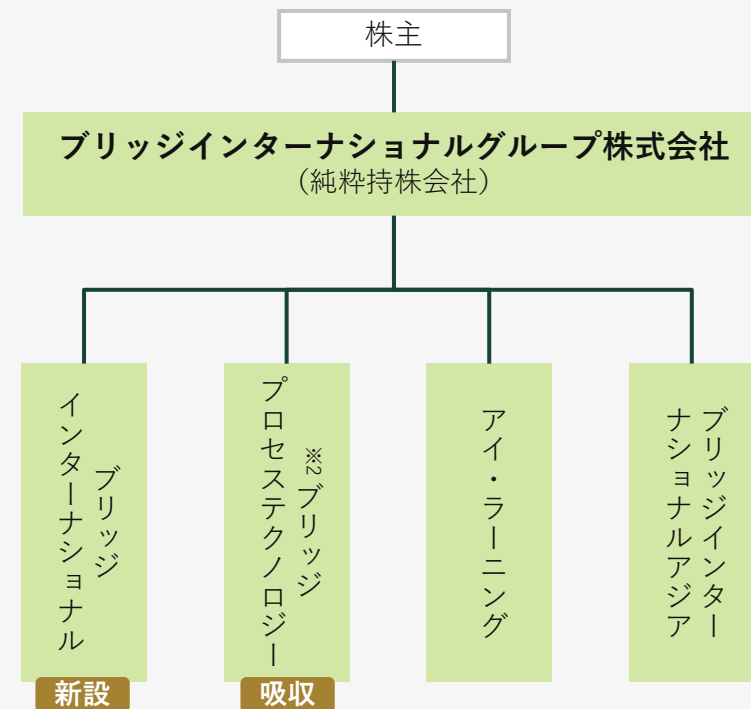 株主
ブリッジインターナショナルグループ株式会社
（純粋持株会社）
ブリッジ
インターナショナル
新設
※2ブリッジ
プロセステクノロジー
吸収
アイ・ラーニング
ブリッジインター
ナショナルアジア